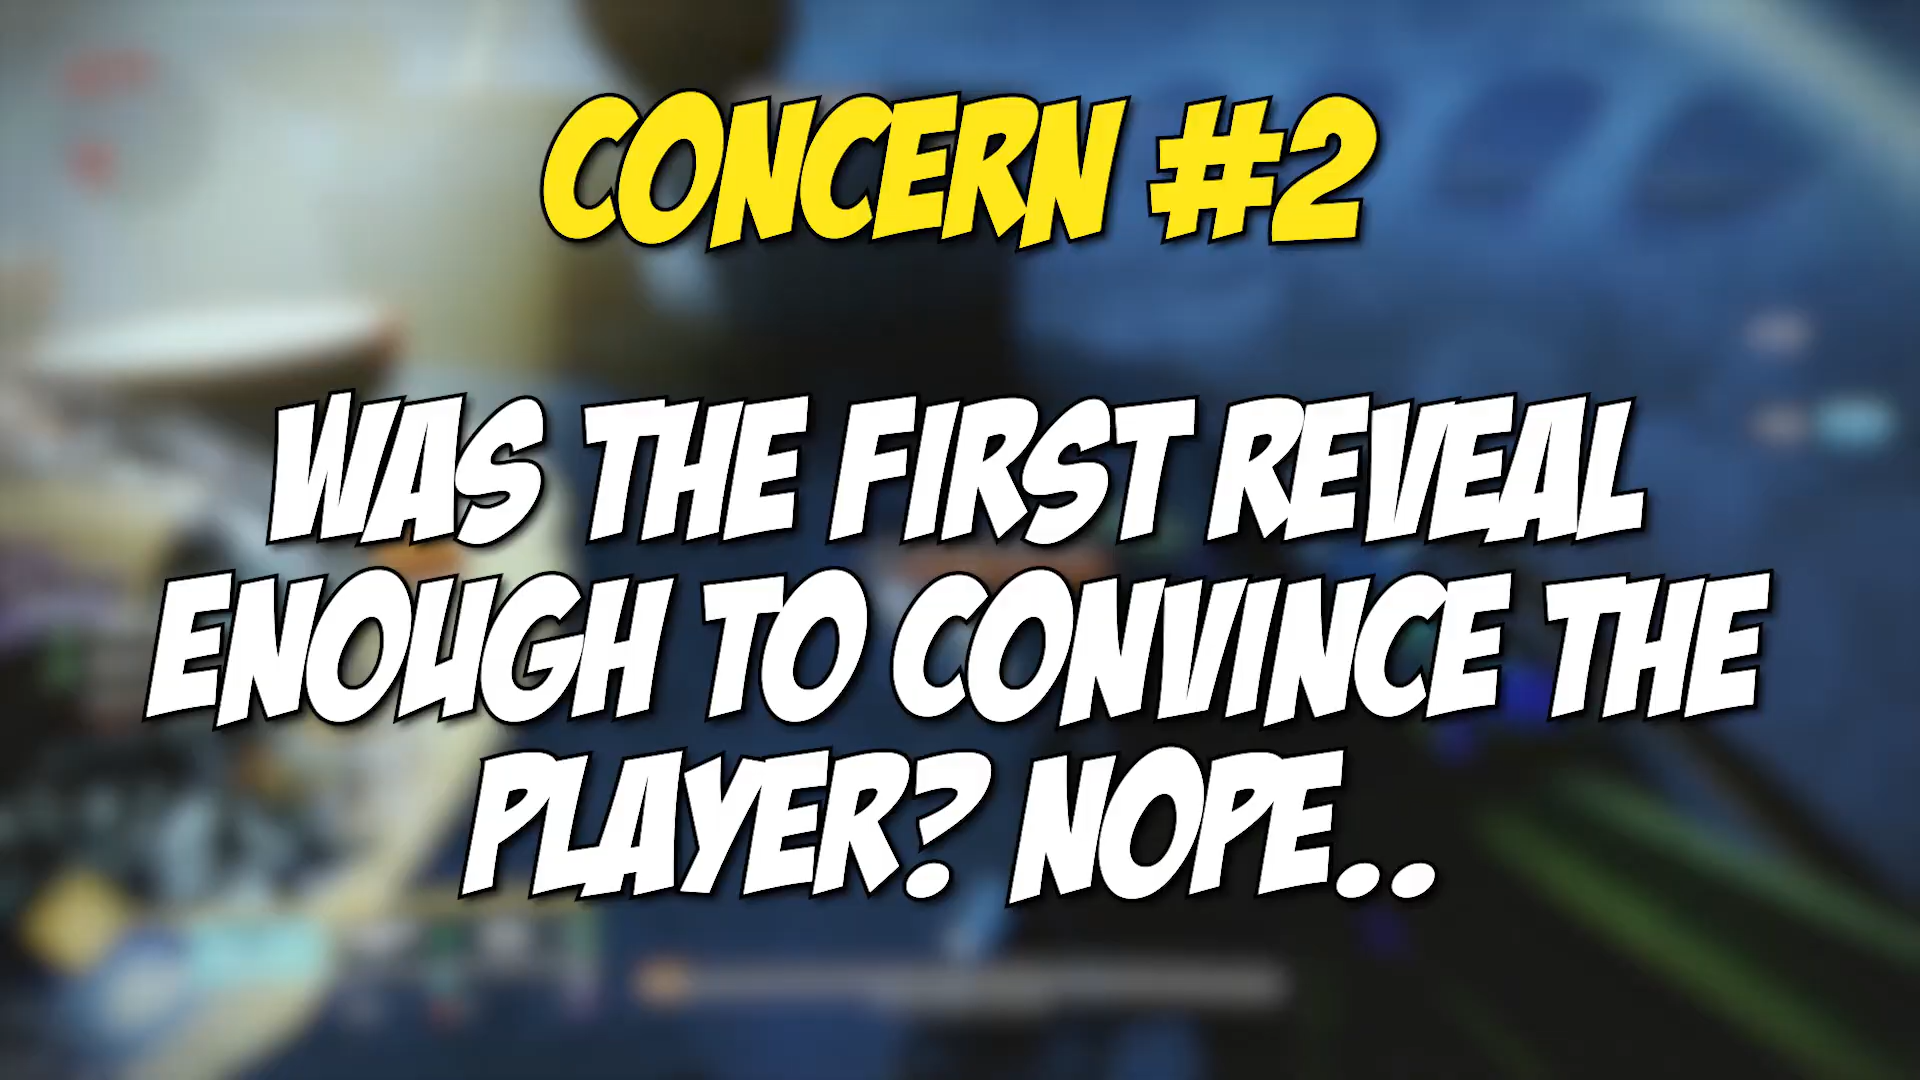 CONCERN #2
WAS THE FIRST REVEAL
ENOUGH TO CONVINCE THE
PLAYER? NOPE..